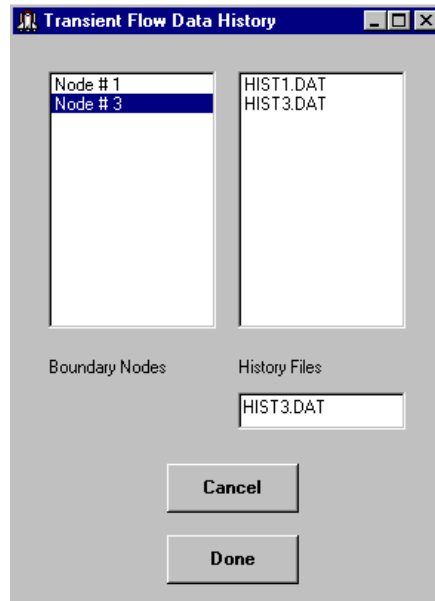 Transient Flow Data History
Node # 1
Node # 3
HIST1.DAT
HIST3.DAT
Boundary Nodes
History Files
HIST3.DAT
Cancel
Done